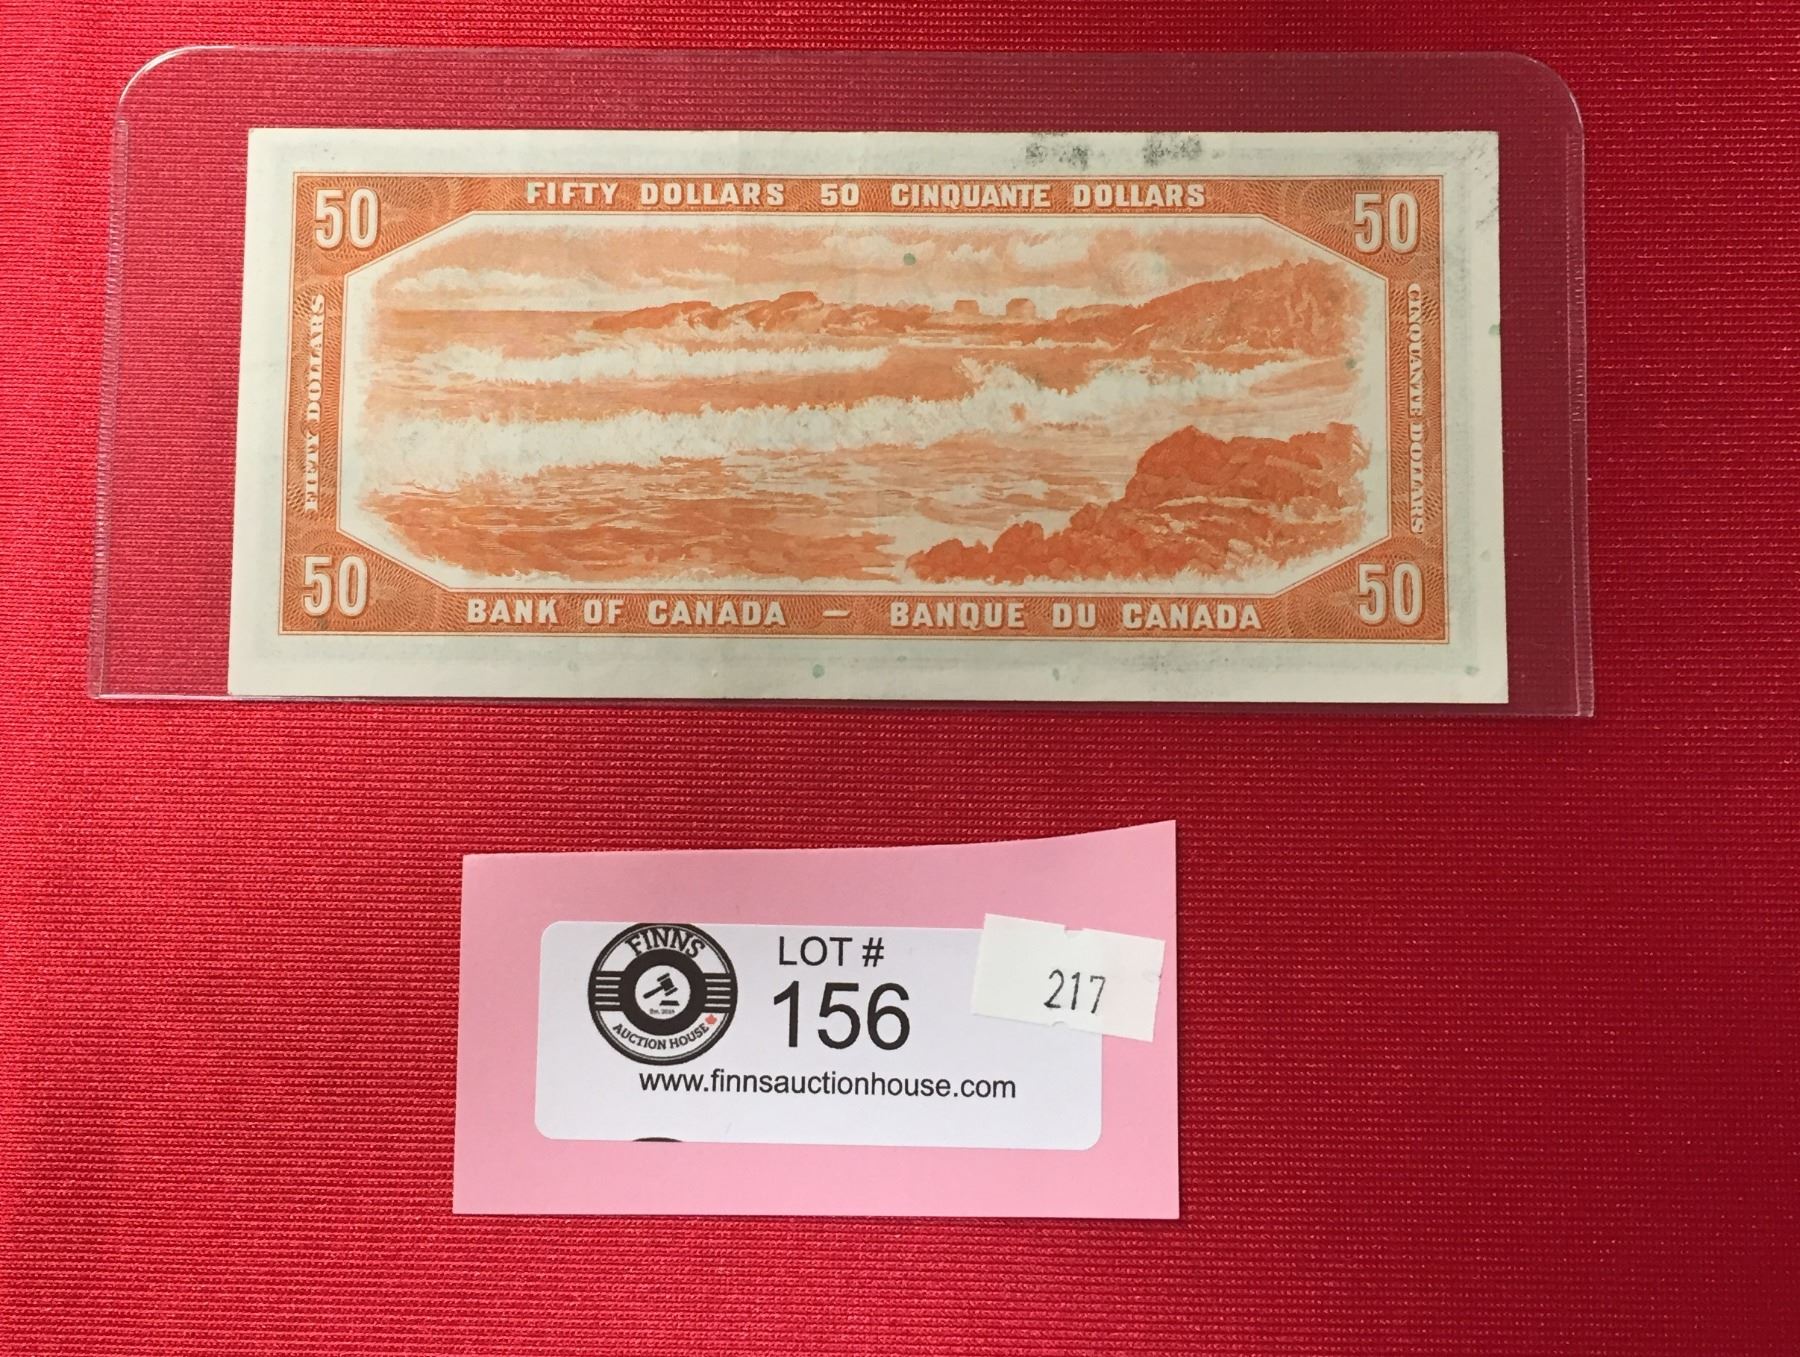 50 FIFTY DOLLARS 50 CINQUANTE DOLLARS 50
FIFTY DOLLARS
CINQUANTE DOLLARS
50 BANK OF CANADA – BANQUE DU CANADA 50
FINNS
AUCTION HOUSE
LOT #
156
217
www.finnsauctionhouse.com